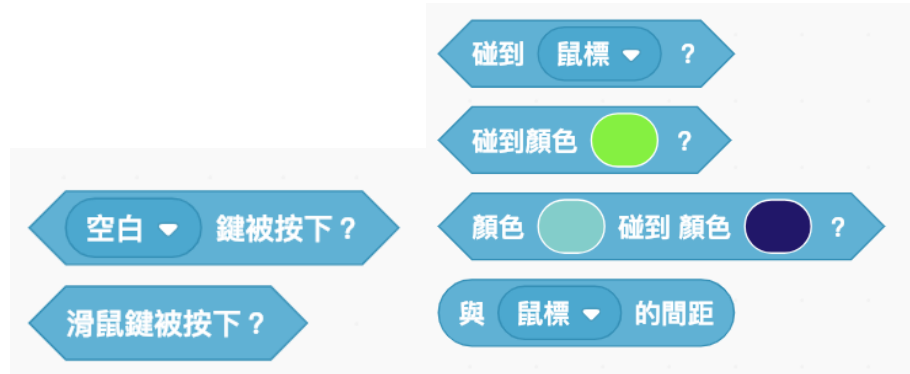 空白 鍵被按下？
滑鼠鍵被按下？
碰到 鼠標 ？
碰到顏色 ？
顏色 碰到 顏色 ？
與 鼠標 的間距